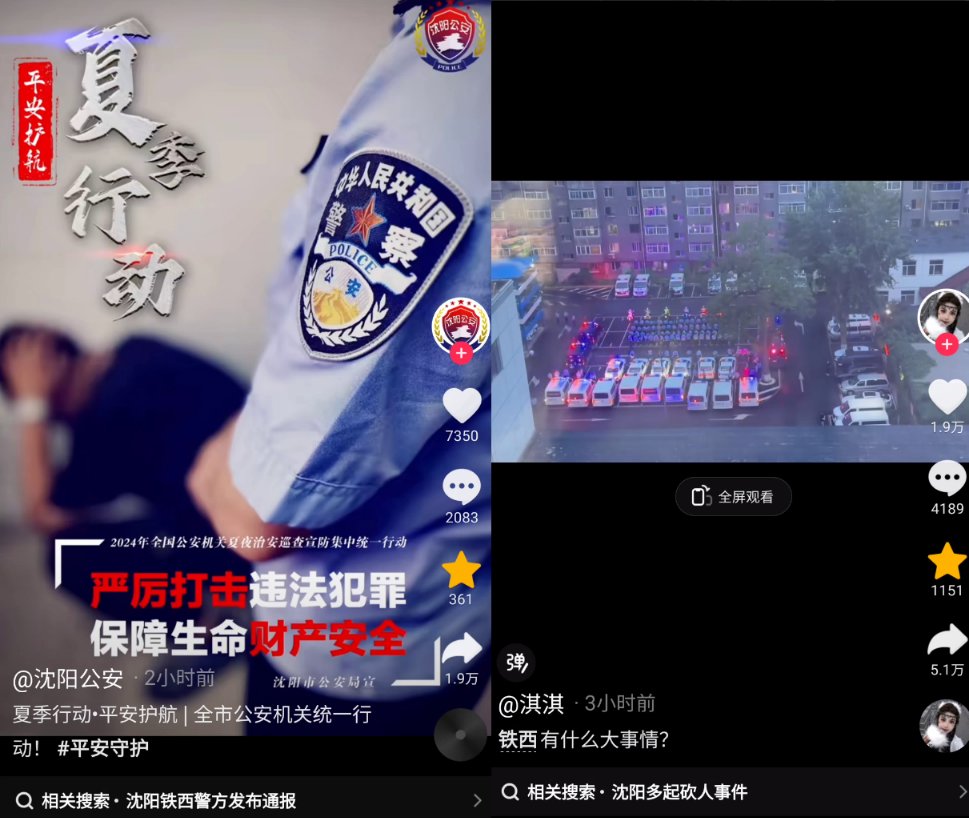 沈阳公安
POLICE
夏季行动
平安护航
中华人民共和国
警察
POLICE
公安
沈阳公安
7350
2083
361
1.9万
2024年全国公安机关夏夜治安巡查宣防集中统一行动
严厉打击违法犯罪
保障生命财产安全
沈阳市公安局宣
@沈阳公安 · 2小时前
夏季行动•平安护航 | 全市公安机关统一行
动! #平安守护
相关搜索 · 沈阳铁西警方发布通报
1.9万
4189
1151
5.1万
全屏观看
弹
@淇淇 · 3小时前
铁西有什么大事情?
相关搜索 · 沈阳多起砍人事件